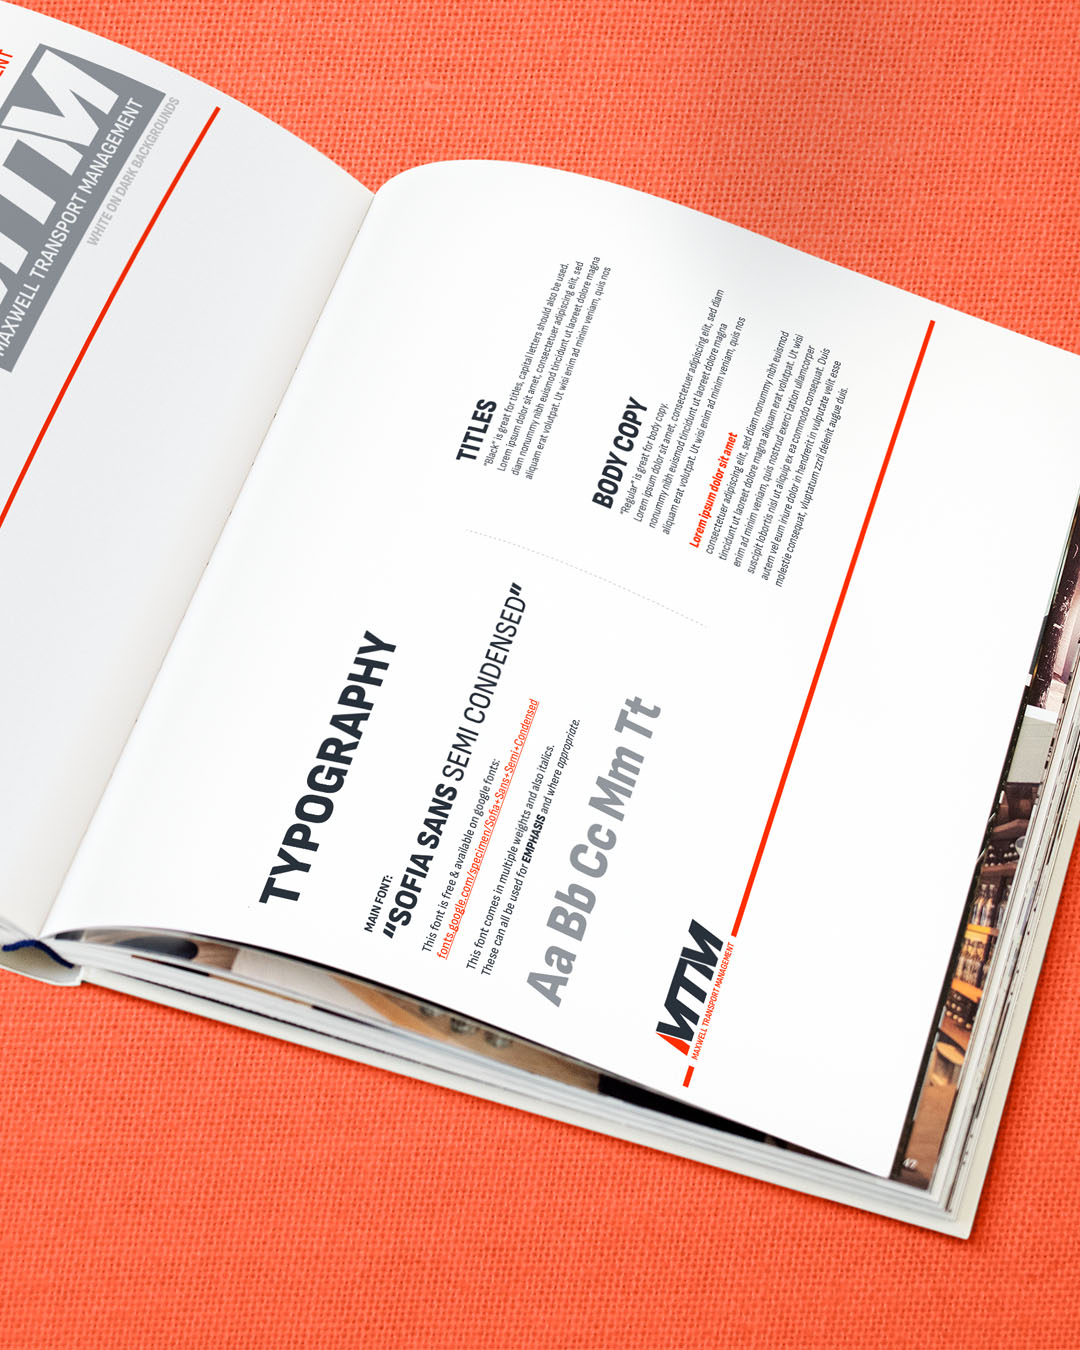 MAXWELL TRANSPORT MANAGEMENT
WHITE ON DARK BACKGROUNDS
TYPOGRAPHY
MAIN FONT:
"SOFIA SANS SEMI CONDENSED"
This font is free & available on google fonts:
fonts.google.com/specimen/Sofia+Sans+Semi+Condensed
This font comes in multiple weights and also italics.
These can all be used for EMPHASIS and where appropriate.
Aa Bb Cc Mm Tt
TITLES
"Black" is great for titles, capital letters should also be used.
Lorem ipsum dolor sit amet, consectetuer adipiscing elit, sed
diam nonummy nibh euismod tincidunt ut laoreet dolore magna
aliquam erat volutpat. Ut wisi enim ad minim veniam, quis nos
BODY COPY
"Regular" is great for body copy.
Lorem ipsum dolor sit amet, consectetuer adipiscing elit, sed diam
nonummy nibh euismod tincidunt ut laoreet dolore magna
aliquam erat volutpat. Ut wisi enim ad minim veniam, quis nos
Lorem ipsum dolor sit amet
consectetuer adipiscing elit, sed diam nonummy nibh euismod
tincidunt ut laoreet dolore magna aliquam erat volutpat. Ut wisi
enim ad minim veniam, quis nostrud exerci tation ullamcorper
suscipit lobortis nisl ut aliquip ex ea commodo consequat. Duis
autem vel eum iriure dolor in hendrerit in vulputate velit esse
molestie consequat, vluptatum zzril delenit augue duis.
MTM
MAXWELL TRANSPORT MANAGEMENT